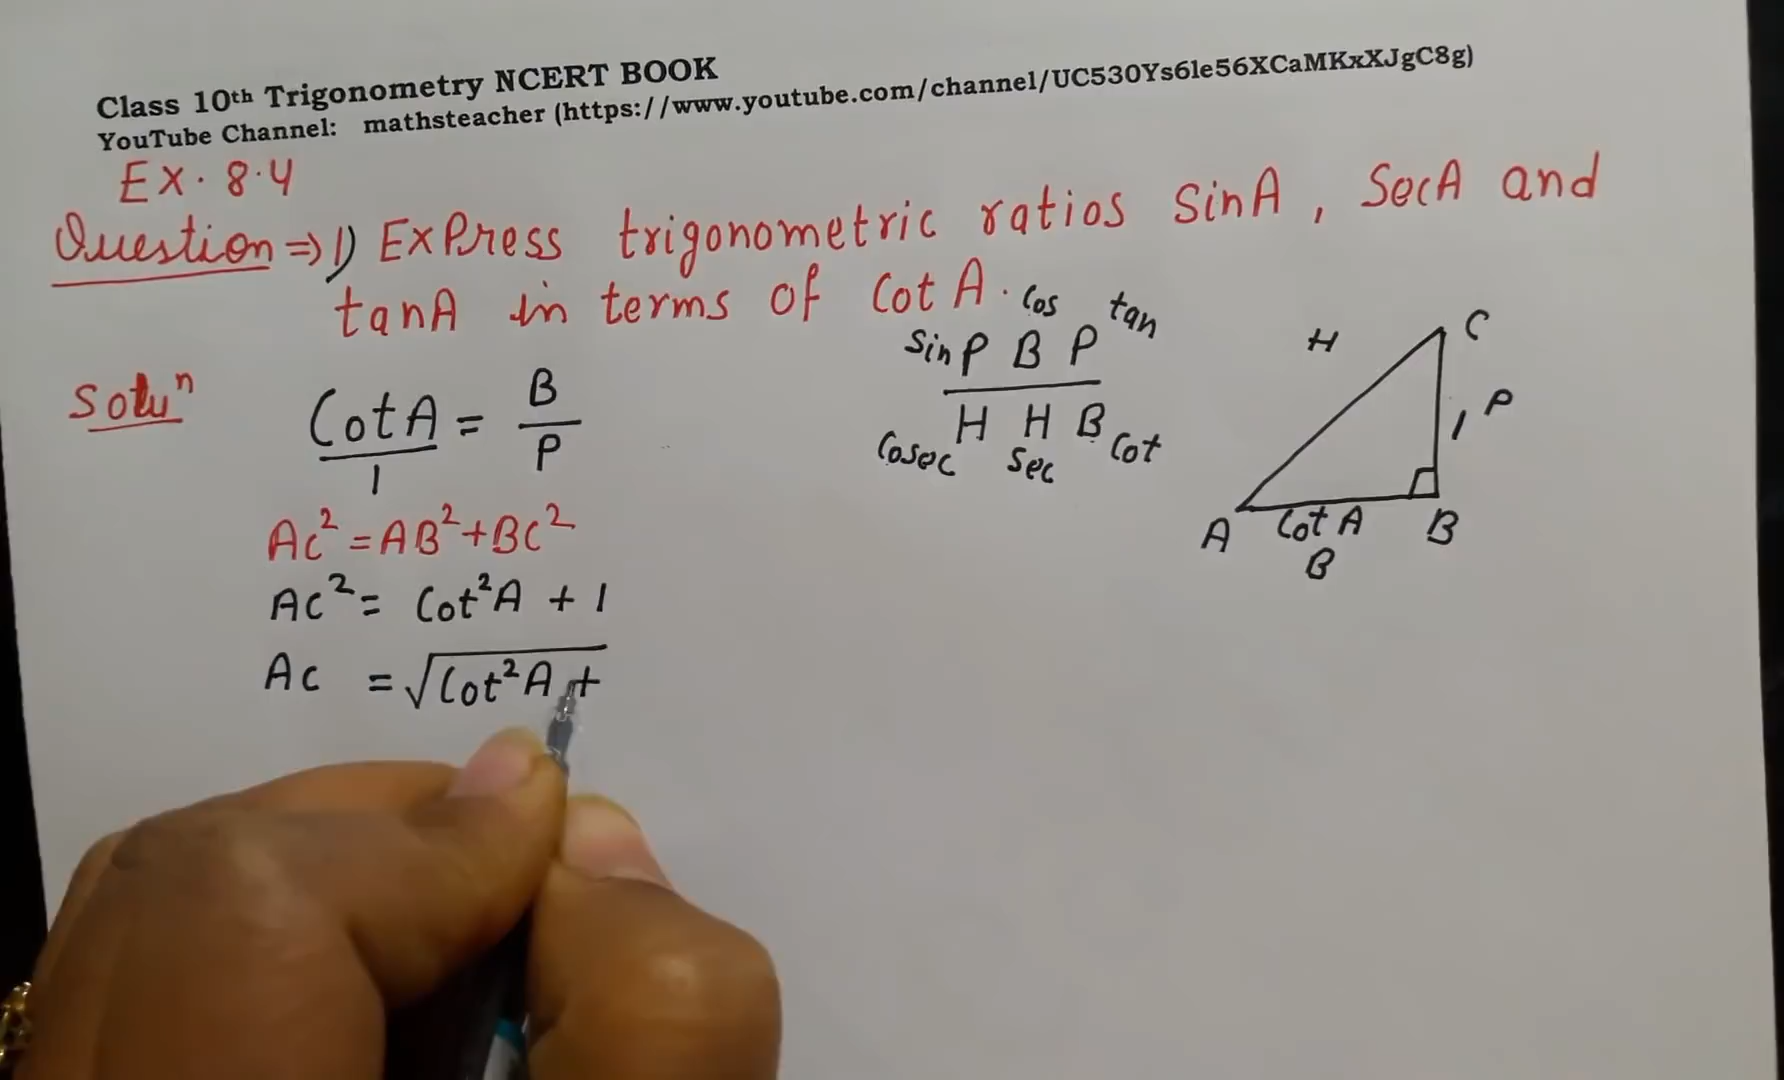 Class 10th Trigonometry NCERT BOOK
YouTube Channel: mathsteacher (https://www.youtube.com/channel/UC530Ys6le56XCaMKxXJgC8g)
EX. 8.4
Question => 1) Express trigonometric ratios SinA, SecA and
tanA in terms of Cot A.
Solun
CotA/1 = B/P
AC² = AB² + BC²
AC² = Cot²A + 1
AC = √Cot²A +
Cos tan
Sin P B P
H H B
Cosec Sec Cot
H C
1 P
A Cot A B
B